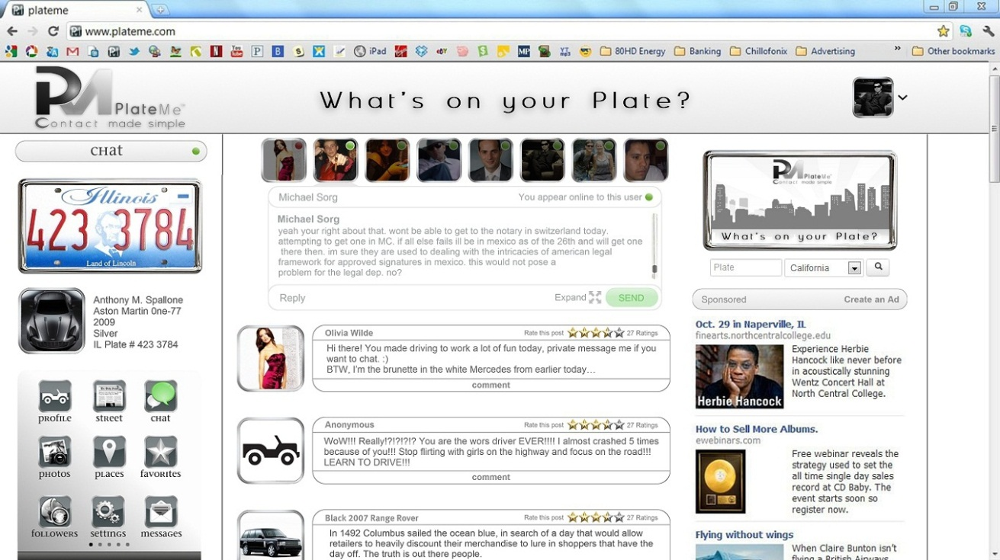 plateme
www.plateme.com
iPad
80HD Energy
Banking
Chillofonix
Advertising
Other bookmarks
PM PlateMe™
Contact made simple
What's on your Plate?
chat
Illinois
423 3784
Land of Lincoln
Anthony M. Spallone
Aston Martin 0ne-77
2009
Silver
IL Plate # 423 3784
profile
street
chat
photos
places
favorites
followers
settings
messages
Michael Sorg
You appear online to this user
Michael Sorg
yeah your right about that. wont be able to get to the notary in switzerland today.
attempting to get one in MC. if all else fails ill be in mexico as of the 26th and will get one
there then. im sure they are used to dealing with the intricacies of american legal
framework for approved signatures in mexico. this would not pose a
problem for the legal dep. no?
Reply
Expand
SEND
Olivia Wilde
Rate this post
27 Ratings
Hi there! You made driving to work a lot of fun today, private message me if you
want to chat. :)
BTW, I'm the brunette in the white Mercedes from earlier today...
comment
Anonymous
Rate this post
27 Ratings
WoW!!! Really!?!?!?!? You are the wors driver EVER!!!! I almost crashed 5 times
because of you!!! Stop flirting with girls on the highway and focus on the road!!!
LEARN TO DRIVE!!!
comment
Black 2007 Range Rover
Rate this post
27 Ratings
In 1492 Columbus sailed the ocean blue, in search of a day that would allow
retailers to heavily discount their merchandise to lure in shoppers that have the
day off. The truth is out there people.
PM PlateMe
Contact made simple
What's on your Plate?
Plate
California
Sponsored
Create an Ad
Oct. 29 in Naperville, IL
finearts.northcentralcollege.edu
Herbie Hancock
Experience Herbie
Hancock like never before
in acoustically stunning
Wentz Concert Hall at
North Central College.
How to Sell More Albums.
ewebinars.com
Free webinar reveals the
strategy used to set the
all time single day sales
record at CD Baby. The
event starts soon so
register now.
Flying without wings
When Claire Bunton isn't
flying a British Airways